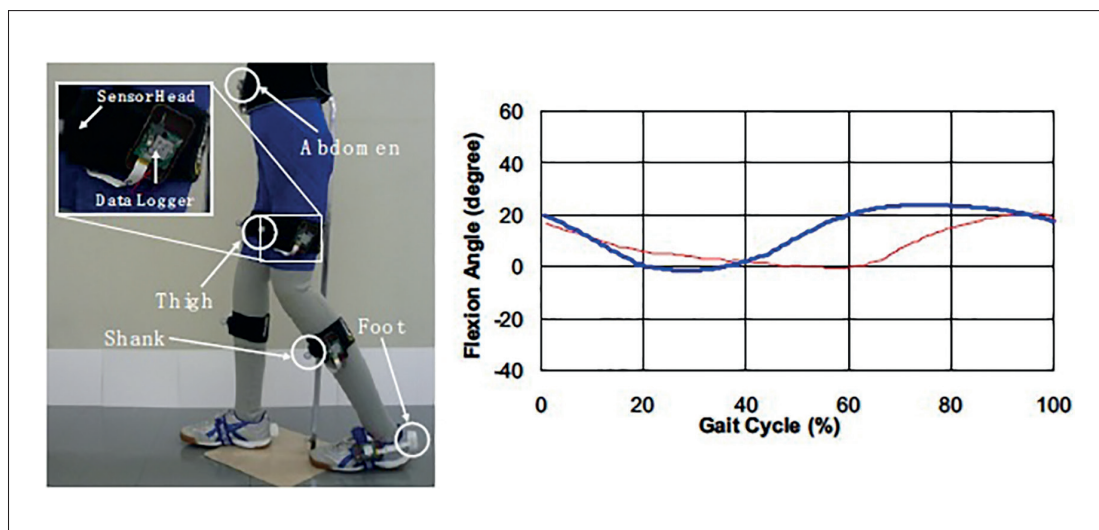 SensorHead
DataLogger
Abdomen
Thigh
Shank
Foot
60
40
20
0
-20
-40
Flexion Angle (degree)
0 20 40 60 80 100
Gait Cycle (%)